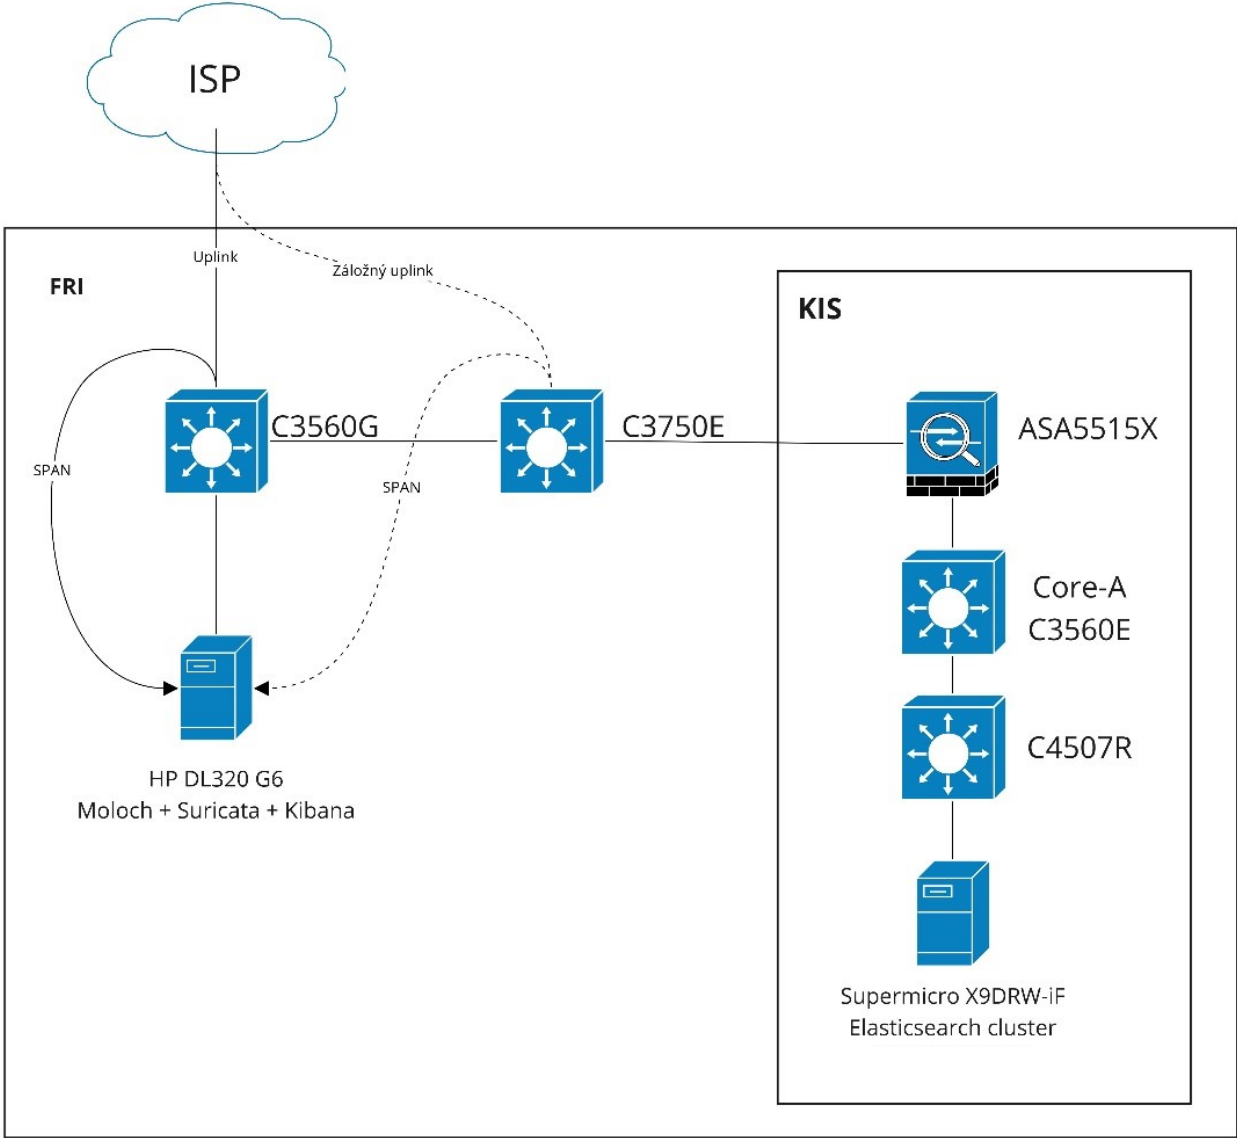 ISP
Uplink
Záložný uplink
FRI
KIS
C3560G
C3750E
ASA5515X
SPAN
SPAN
Core-A
C3560E
C4507R
HP DL320 G6
Moloch + Suricata + Kibana
Supermicro X9DRW-iF
Elasticsearch cluster